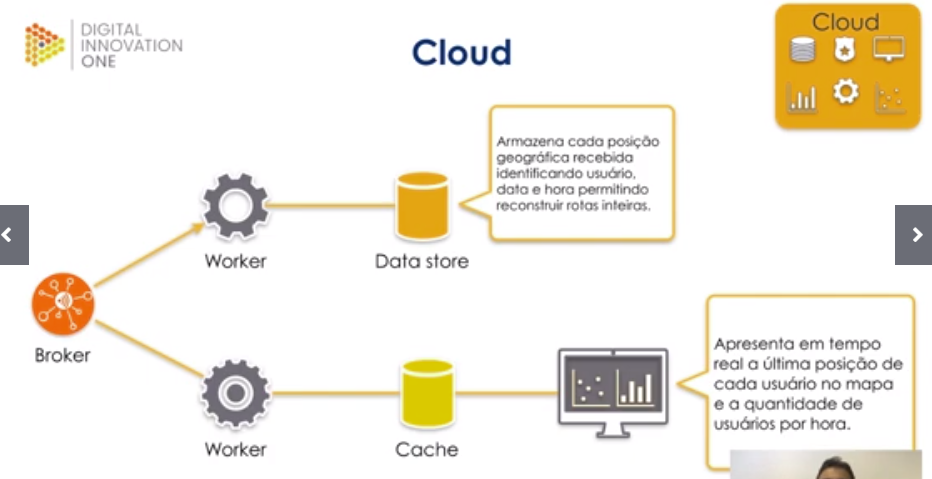 DIGITAL
INNOVATION
ONE
Cloud
Cloud
Armazena cada posição
geográfica recebida
identificando usuário,
data e hora permitindo
reconstruir rotas inteiras.
Worker
Data store
Broker
Apresenta em tempo
real a última posição de
cada usuário no mapa
e a quantidade de
usuários por hora.
Worker
Cache